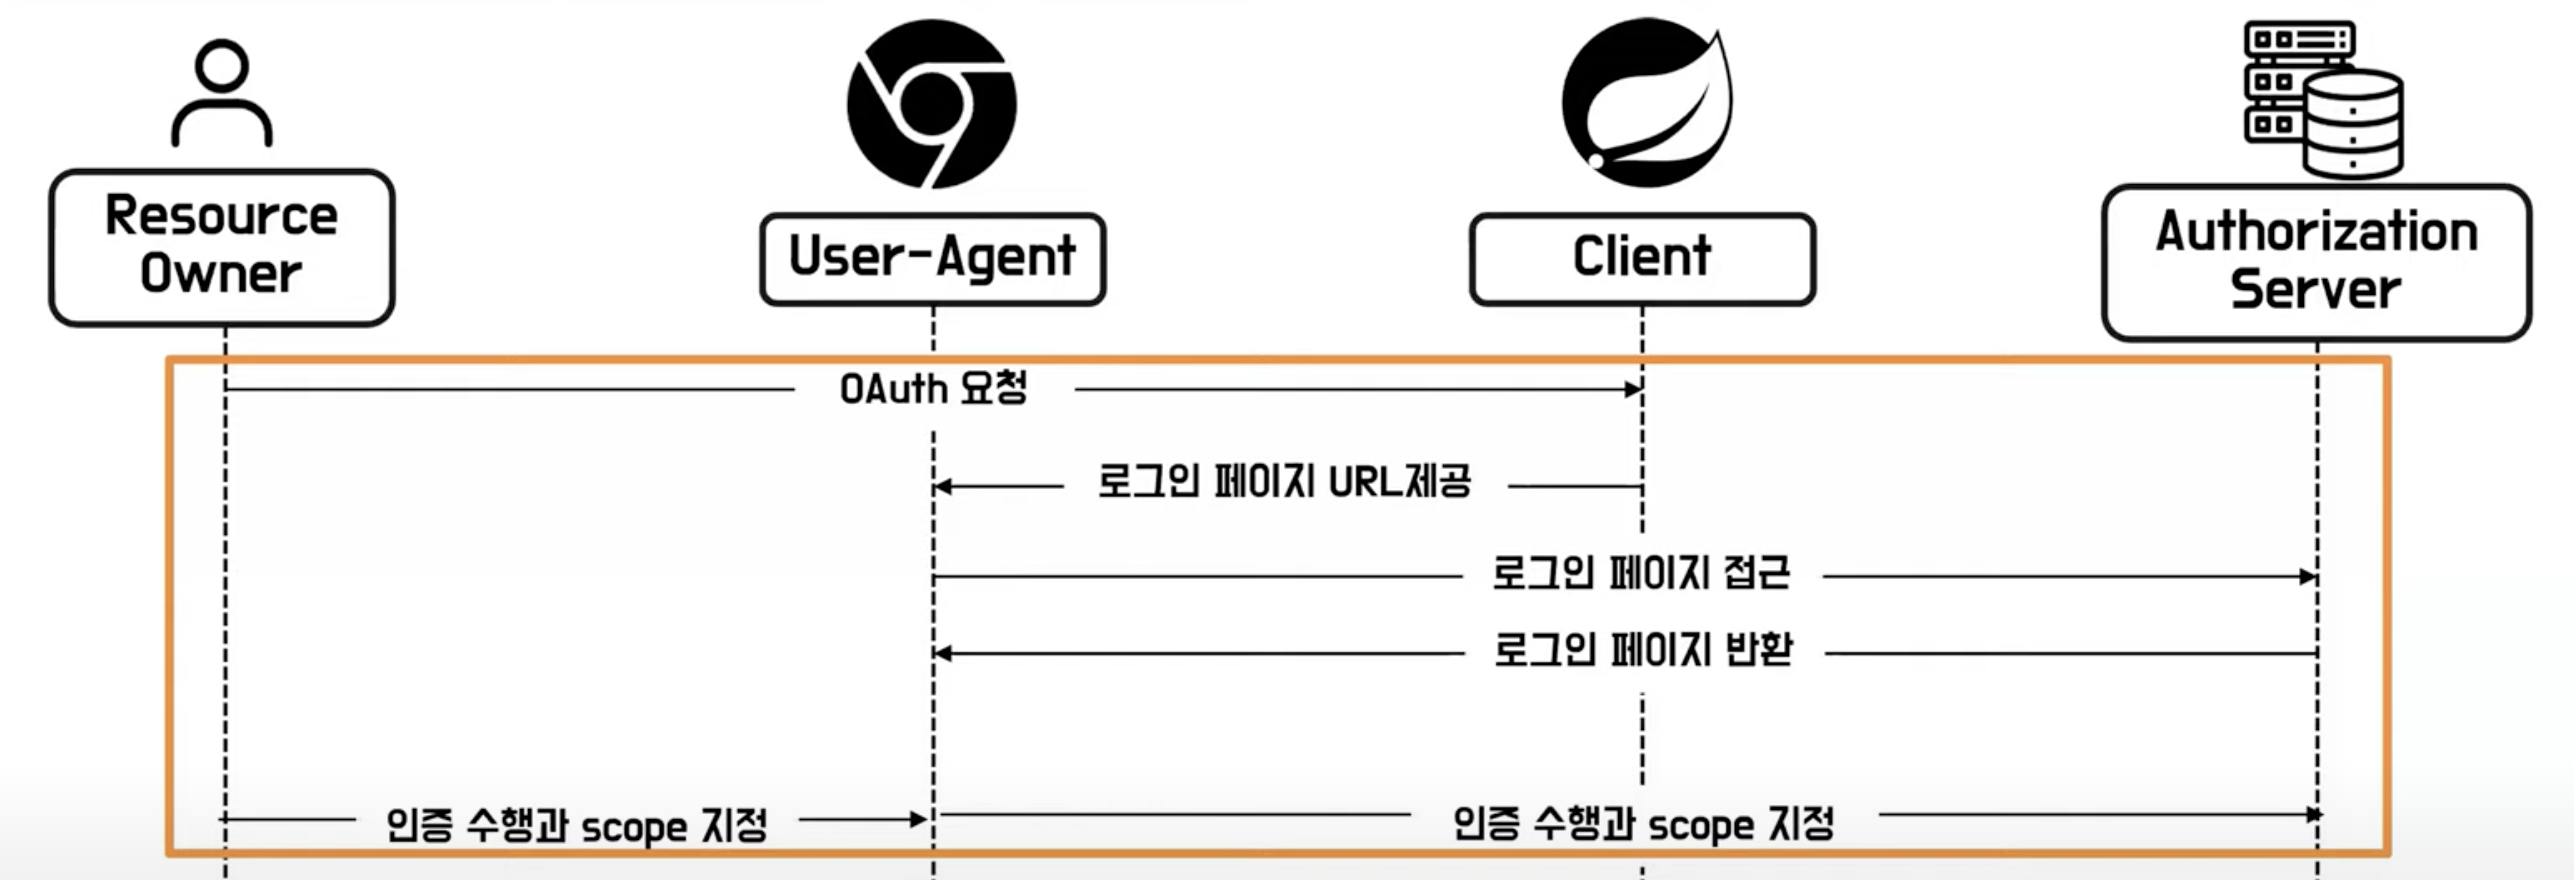 Resource
Owner
User-Agent
Client
Authorization
Server
OAuth 요청
로그인 페이지 URL제공
로그인 페이지 접근
로그인 페이지 반환
인증 수행과 scope 지정
인증 수행과 scope 지정